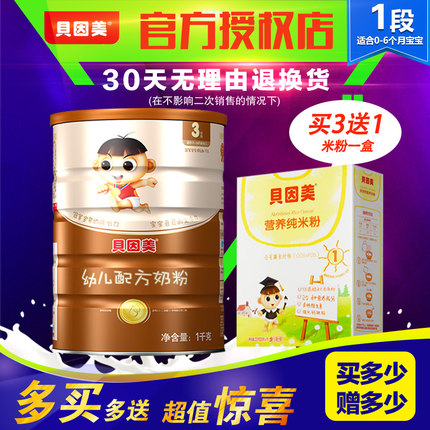 貝因美
官方授权店
1段
适合0-6个月宝宝
30天无理由退换货
(在不影响二次销售的情况下)
买3送1
米粉一盒
3
貝因美
幼儿配方奶粉
净含量:1千克
貝因美
营养纯米粉
1
多买多送 超值惊喜
买多少
赠多少